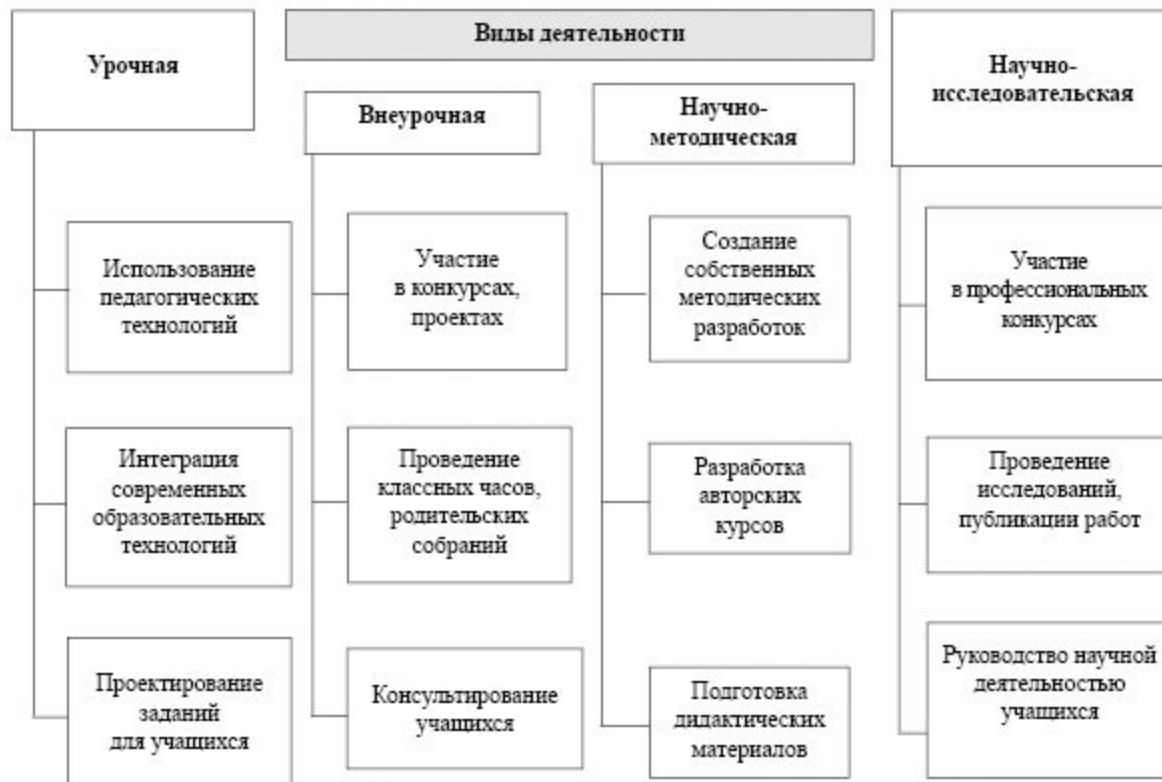 Виды деятельности
Урочная
Использование
педагогических
технологий
Интеграция
современных
образовательных
технологий
Проектирование
заданий
для учащихся
Внеурочная
Участие
в конкурсах,
проектах
Проведение
классных часов,
родительских
собраний
Консультирование
учащихся
Научно-
методическая
Создание
собственных
методических
разработок
Разработка
авторских
курсов
Подготовка
дидактических
материалов
Научно-
исследовательская
Участие
в профессиональных
конкурсах
Проведение
исследований,
публикации работ
Руководство научной
деятельностью
учащихся